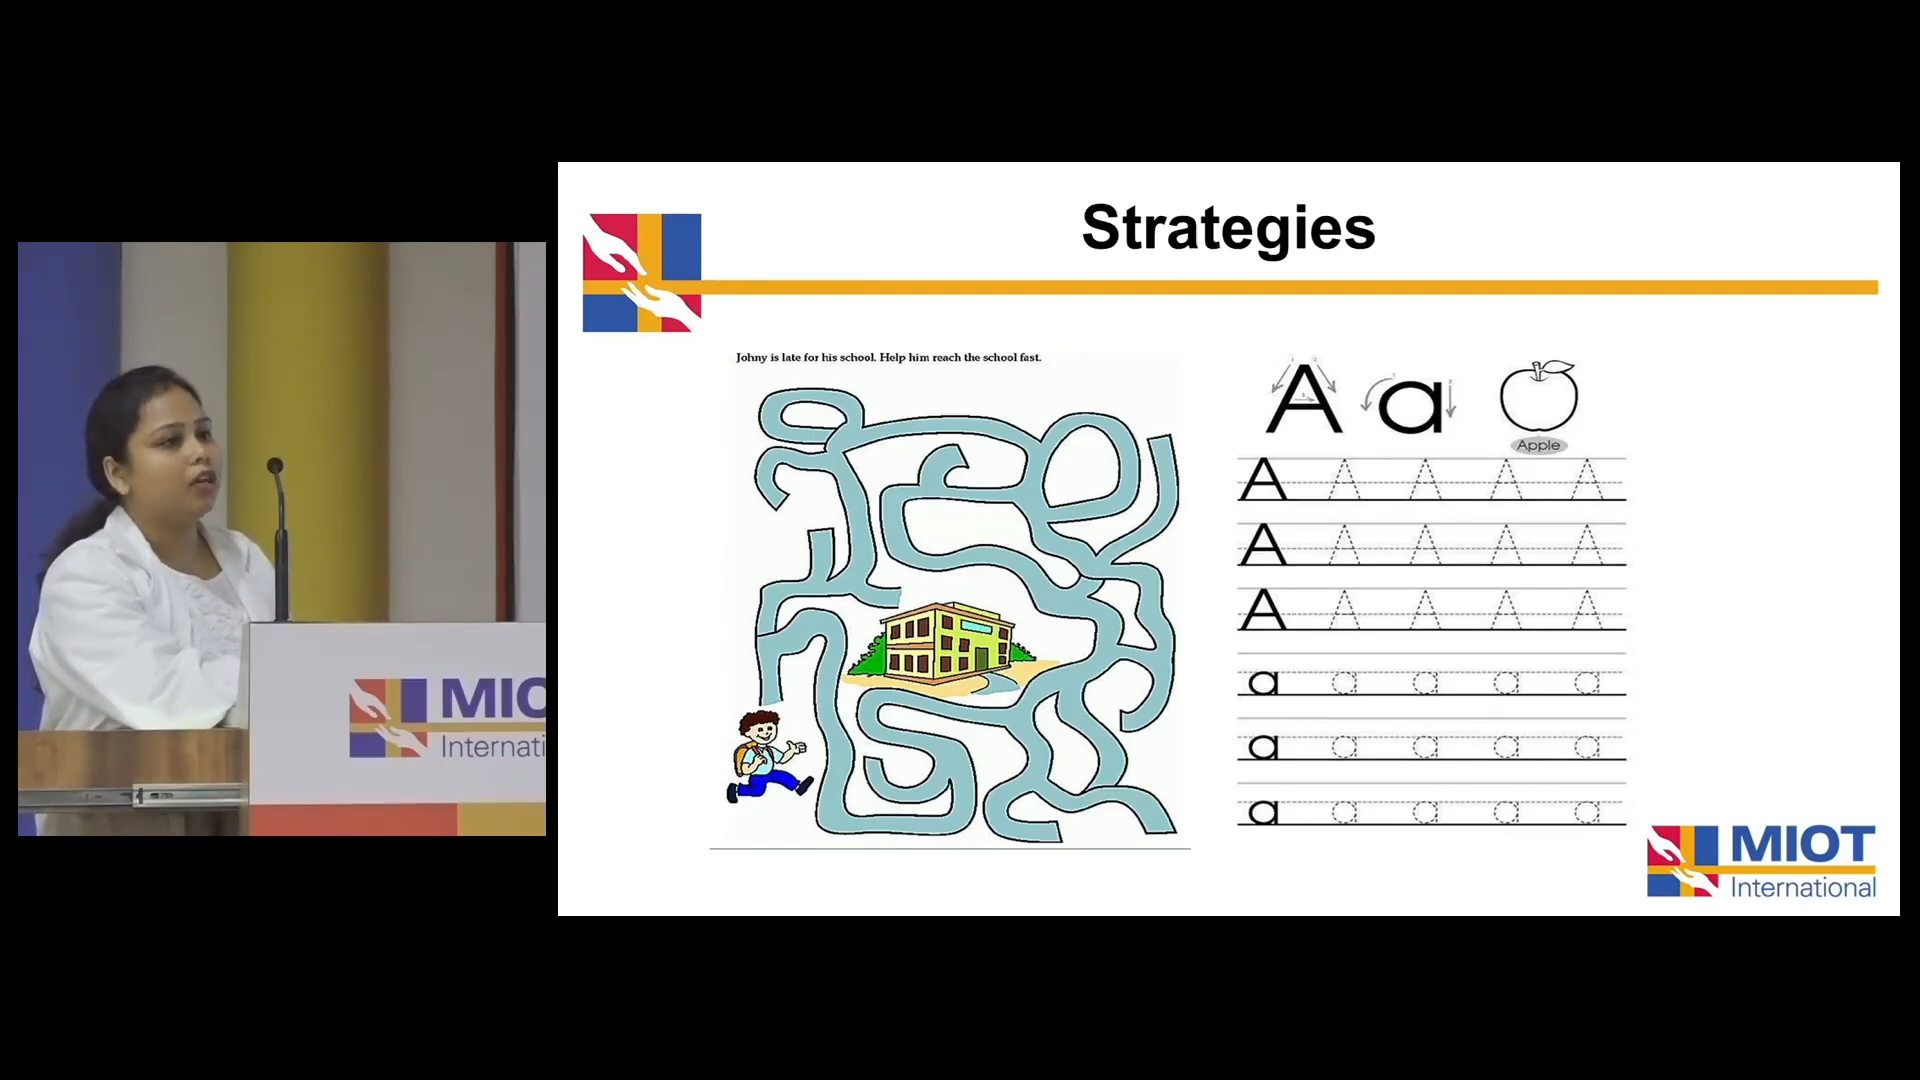 Strategies
Johny is late for his school. Help him reach the school fast.
A a
Apple
A A A A A
A A A A A
A A A A A
a a a a a
a a a a a
a a a a a
MIOT
International
MIO
Internati